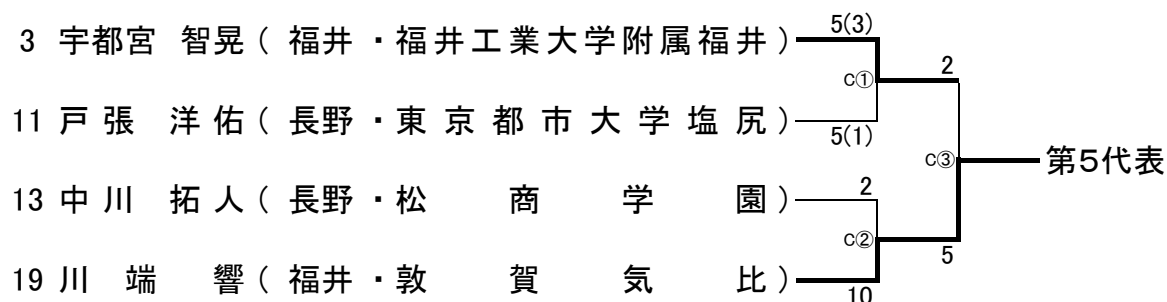 5(3)
3 宇都宮 智晃 ( 福井 ・ 福井工業大学附属福井 )
2
C①
11 戸張 洋佑 ( 長野 ・ 東京都市大学塩尻 )
5(1)
C③
第5代表
2
13 中川 拓人 ( 長野 ・ 松商学園 )
C②
5
19 川端 響 ( 福井 ・ 敦賀気比 )
10